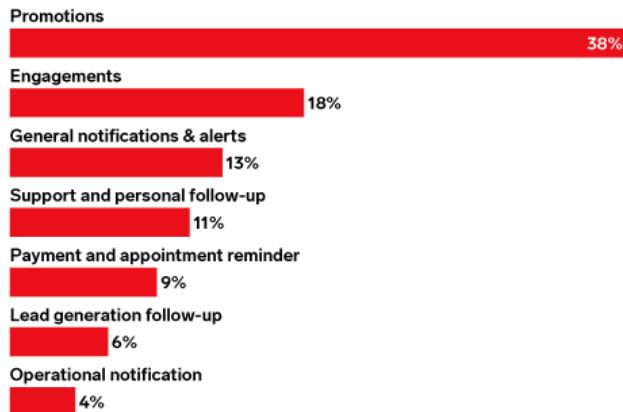 Promotions
38%
Engagements
18%
General notifications & alerts
13%
Support and personal follow-up
11%
Payment and appointment reminder
9%
Lead generation follow-up
6%
Operational notification
4%